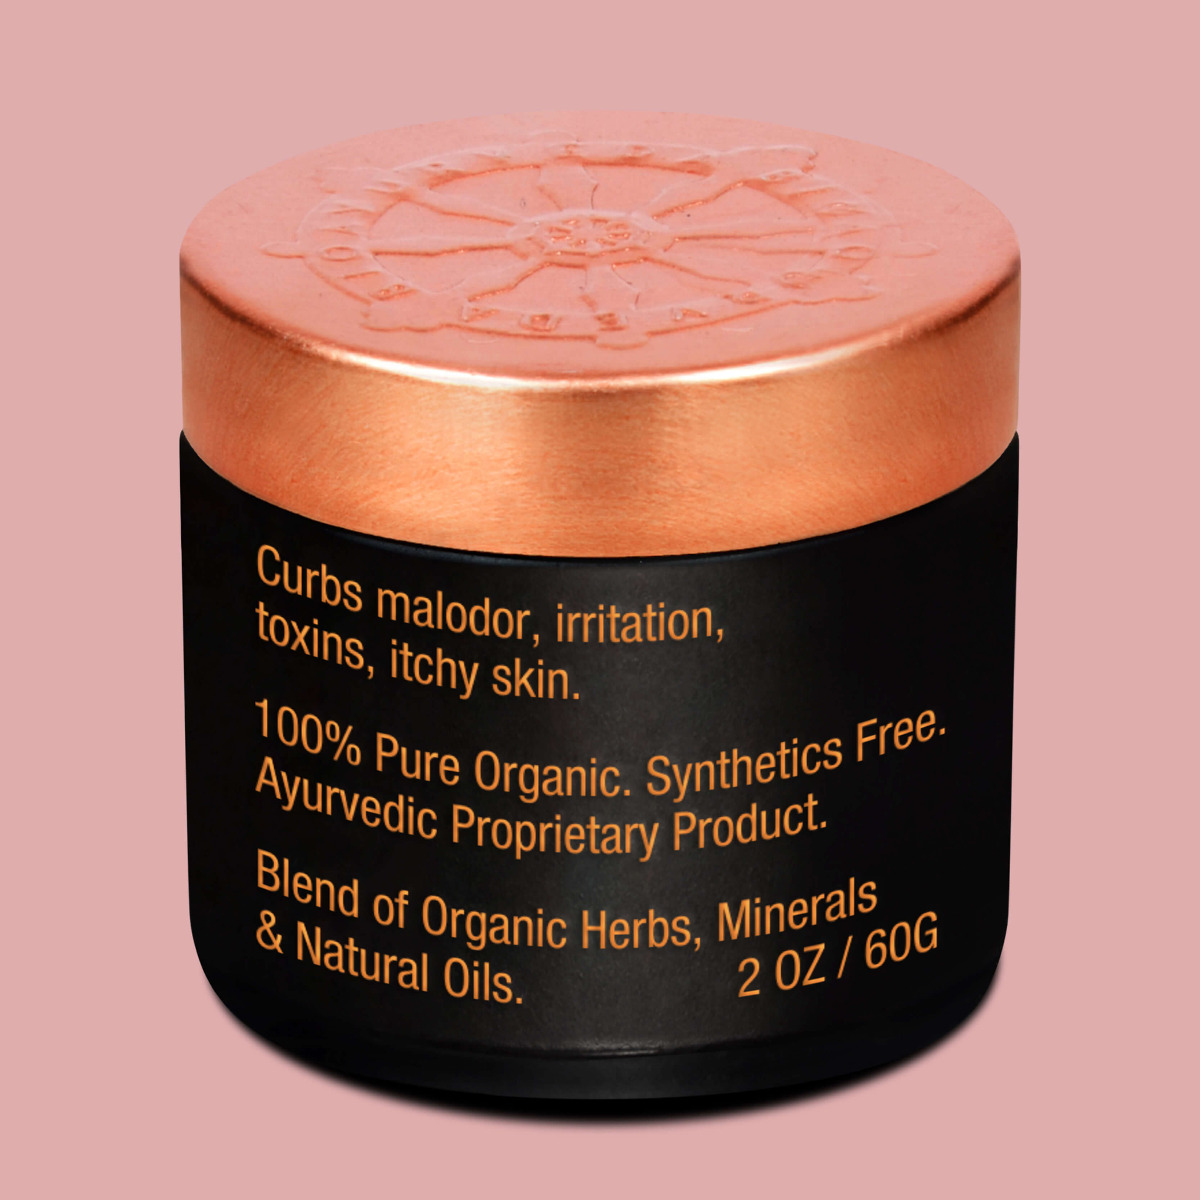 Curbs malodor, irritation,
toxins, itchy skin.
100% Pure Organic. Synthetics Free.
Ayurvedic Proprietary Product.
Blend of Organic Herbs, Minerals
& Natural Oils.
2 OZ / 60G